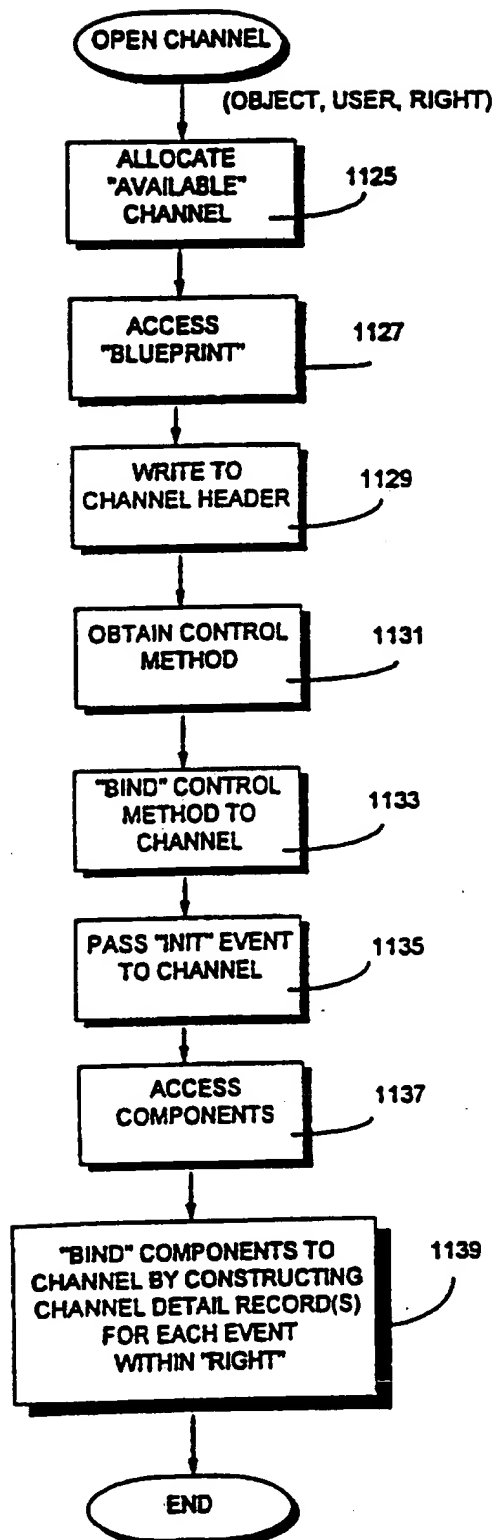 OPEN CHANNEL
(OBJECT, USER, RIGHT)
ALLOCATE
"AVAILABLE"
CHANNEL
1125
ACCESS
"BLUEPRINT"
1127
WRITE TO
CHANNEL HEADER
1129
OBTAIN CONTROL
METHOD
1131
"BIND" CONTROL
METHOD TO
CHANNEL
1133
PASS "INIT" EVENT
TO CHANNEL
1135
ACCESS
COMPONENTS
1137
"BIND" COMPONENTS TO
CHANNEL BY CONSTRUCTING
CHANNEL DETAIL RECORD(S)
FOR EACH EVENT
WITHIN "RIGHT"
1139
END